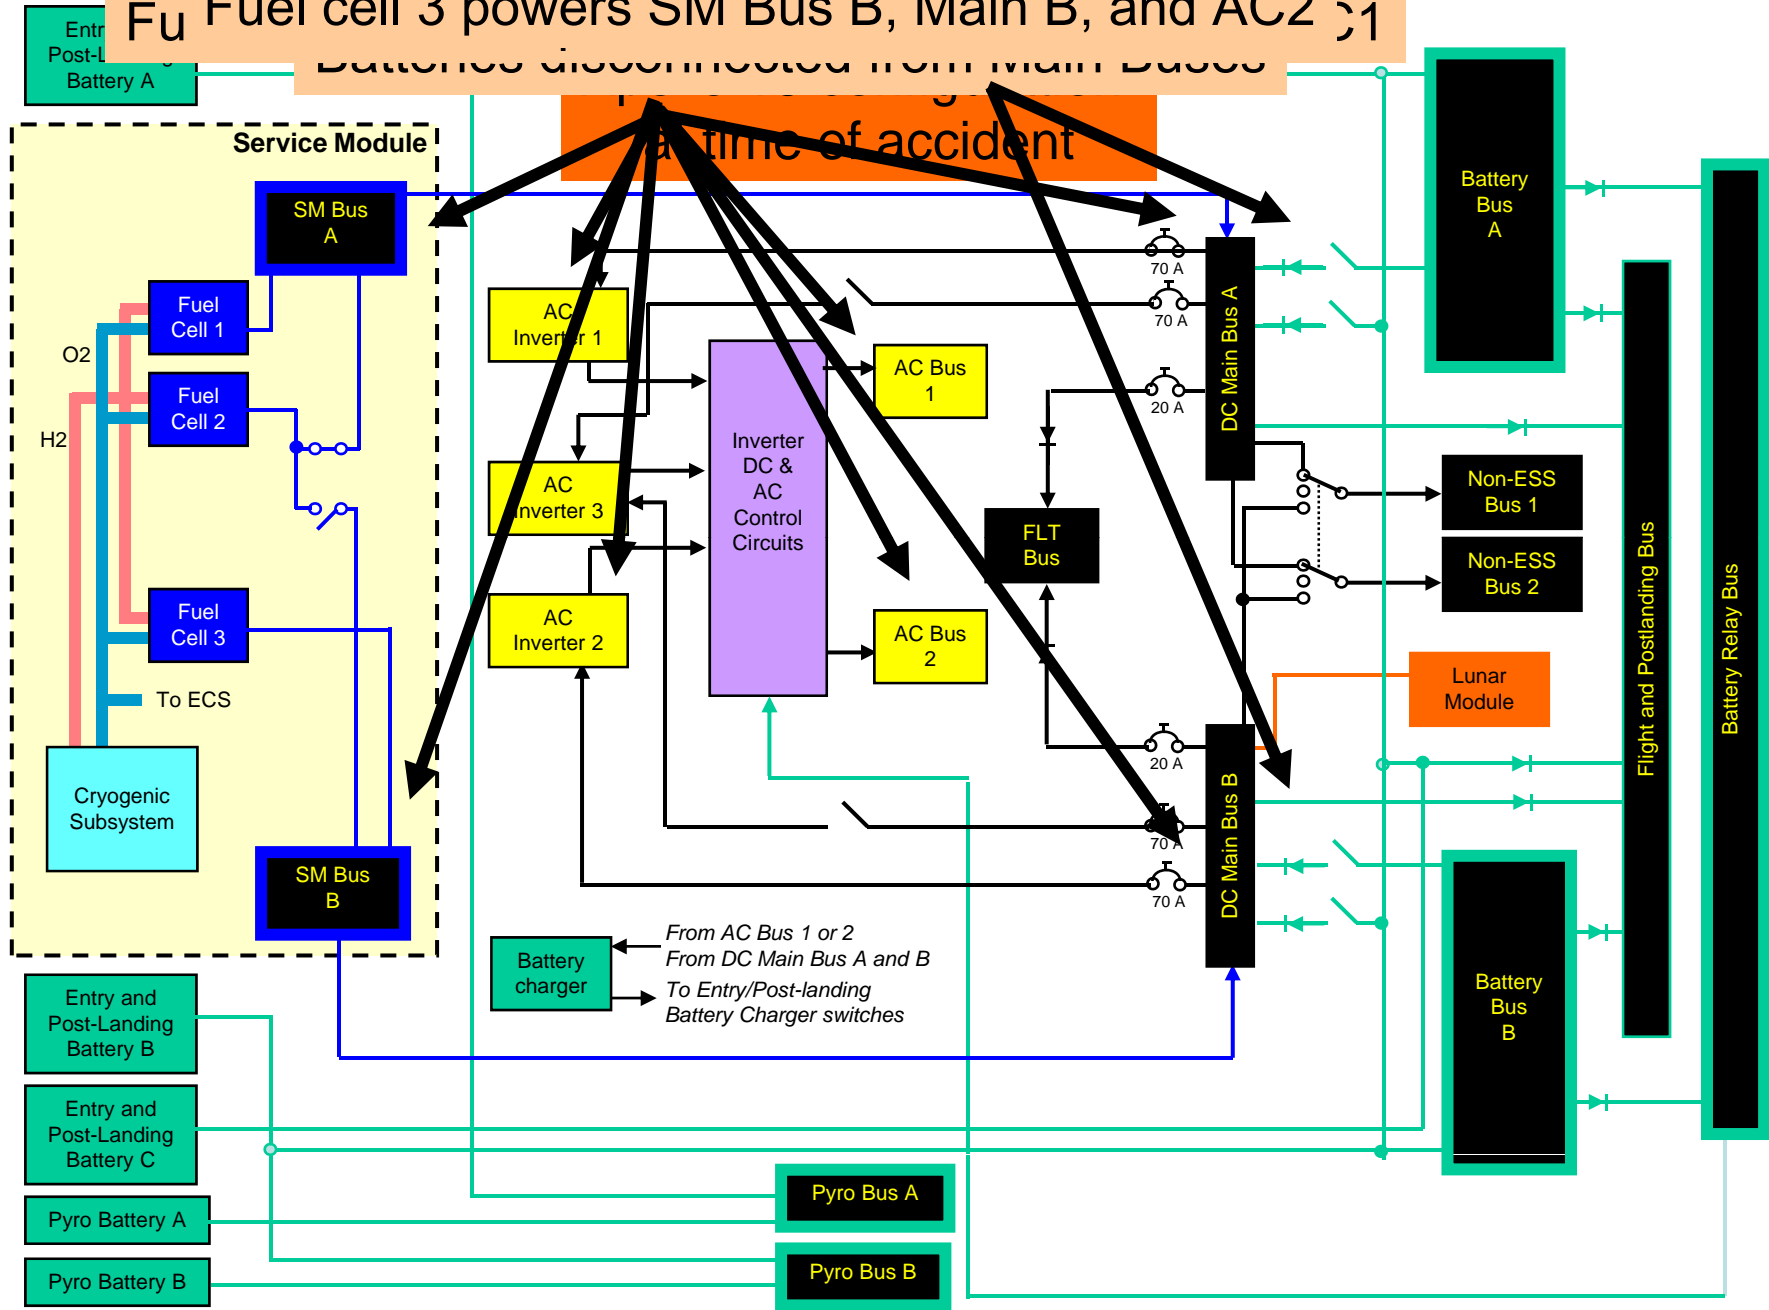 Fuel cell 3 powers SM Bus B, Main B, and AC2
Fu
C1
Batteries disconnected from Main Buses
at time of accident
Post-Landing
Battery A
Service Module
SM Bus
A
Fuel
Cell 1
O2
Fuel
Cell 2
H2
Fuel
Cell 3
To ECS
Cryogenic
Subsystem
SM Bus
B
AC
Inverter 1
AC
Inverter 3
AC
Inverter 2
Inverter
DC &
AC
Control
Circuits
AC Bus
1
AC Bus
2
FLT
Bus
70 A
70 A
20 A
DC Main Bus A
20 A
70 A
70 A
DC Main Bus B
Battery
Bus
A
Non-ESS
Bus 1
Non-ESS
Bus 2
Lunar
Module
Flight and Postlanding Bus
Battery Relay Bus
Battery
Bus
B
Battery
charger
From AC Bus 1 or 2
From DC Main Bus A and B
To Entry/Post-landing
Battery Charger switches
Entry and
Post-Landing
Battery B
Entry and
Post-Landing
Battery C
Pyro Battery A
Pyro Battery B
Pyro Bus A
Pyro Bus B